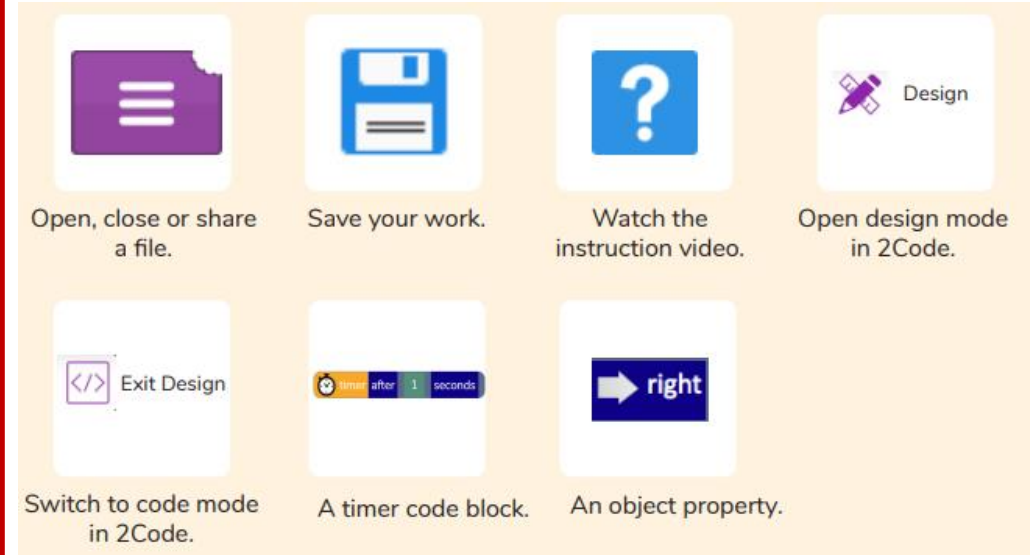 Design
Open, close or share
a file.
Save your work.
Watch the
instruction video.
Open design mode
in 2Code.
Exit Design
timer after 1 seconds
right
Switch to code mode
in 2Code.
A timer code block.
An object property.